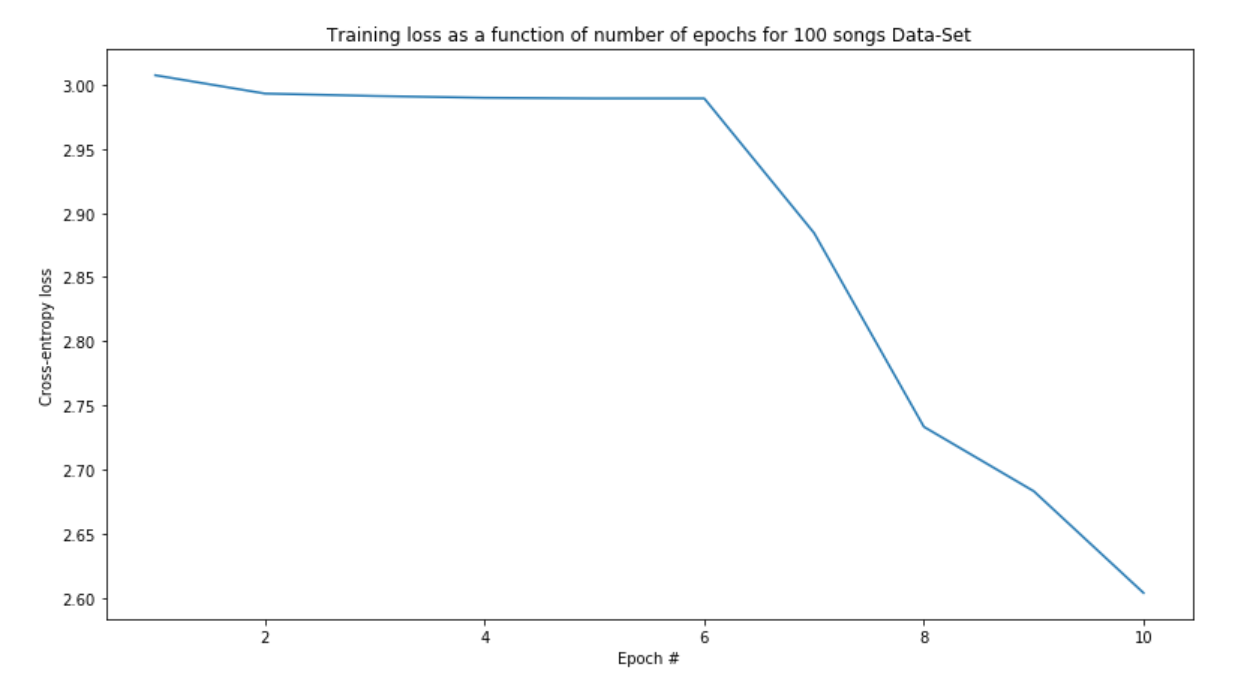 Training loss as a function of number of epochs for 100 songs Data-Set
3.00
2.95
2.90
2.85
2.80
2.75
2.70
2.65
2.60
Cross-entropy loss
2 4 6 8 10
Epoch #